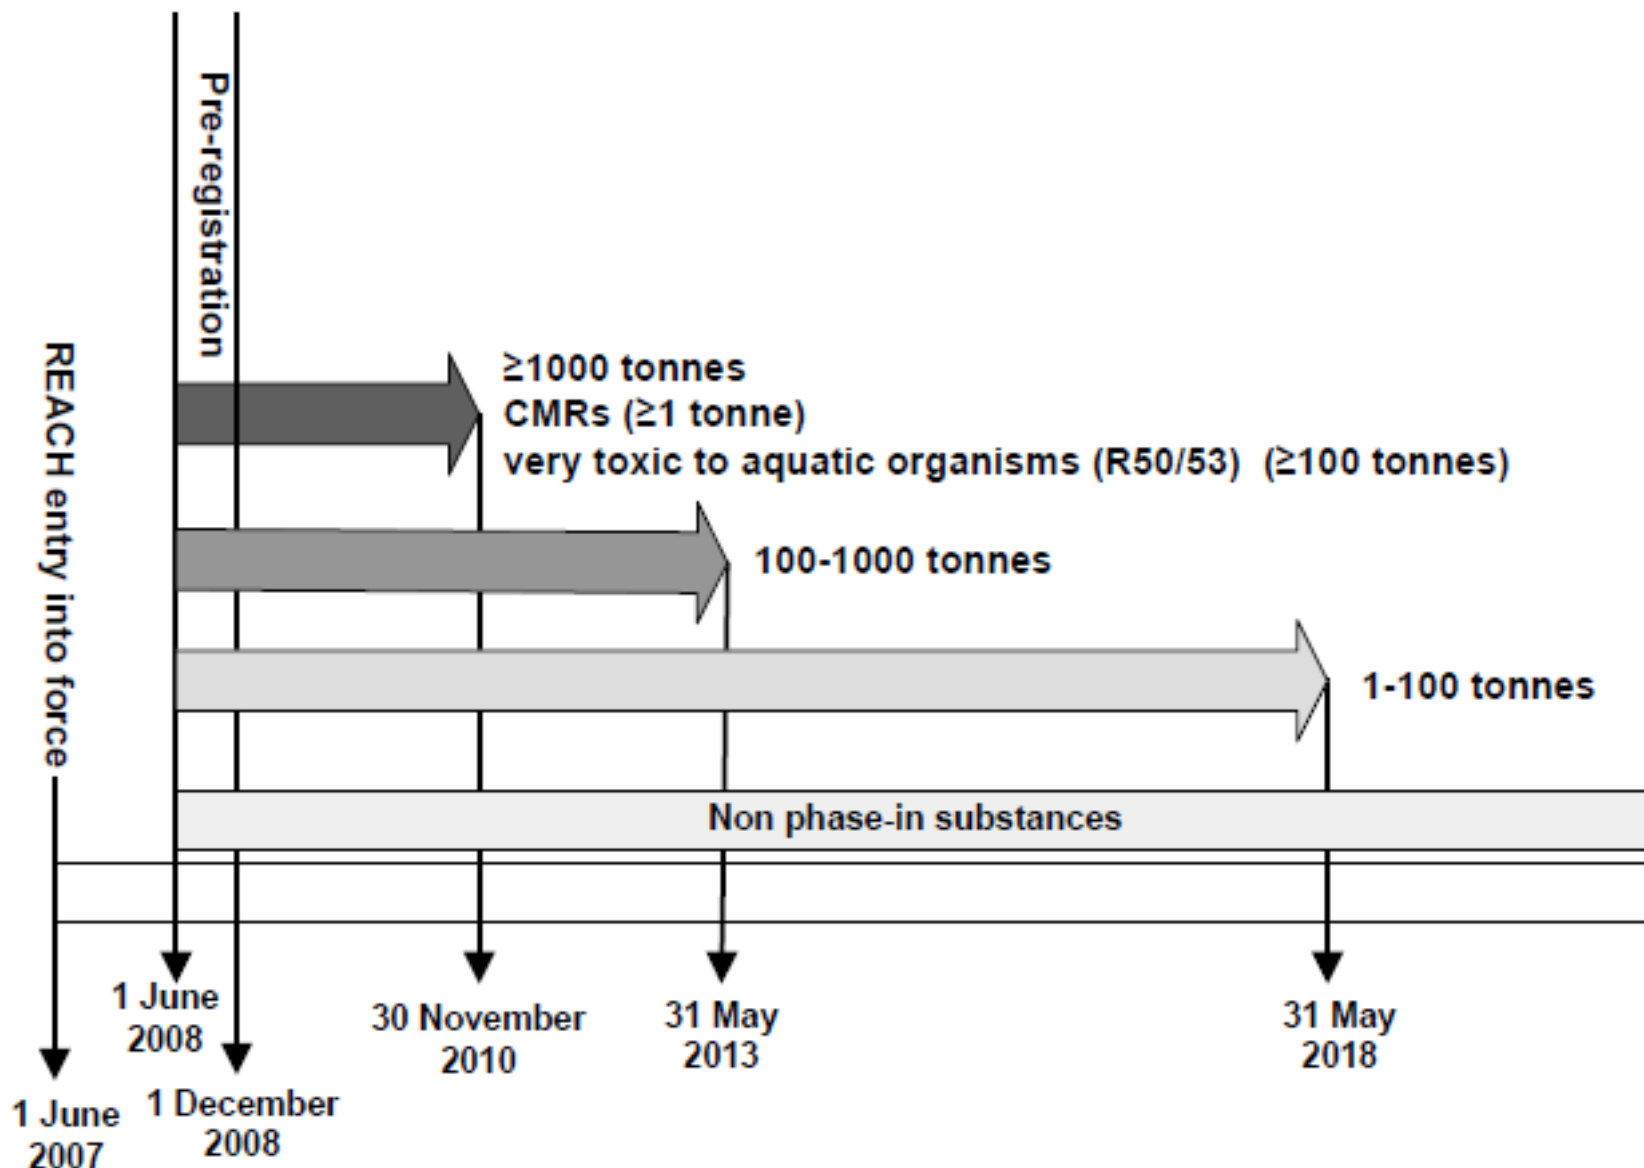 Pre-registration
REACH entry into force
≥1000 tonnes
CMRs (≥1 tonne)
very toxic to aquatic organisms (R50/53) (≥100 tonnes)
100-1000 tonnes
1-100 tonnes
Non phase-in substances
1 June
2008
30 November
2010
31 May
2013
31 May
2018
1 June
2007
1 December
2008